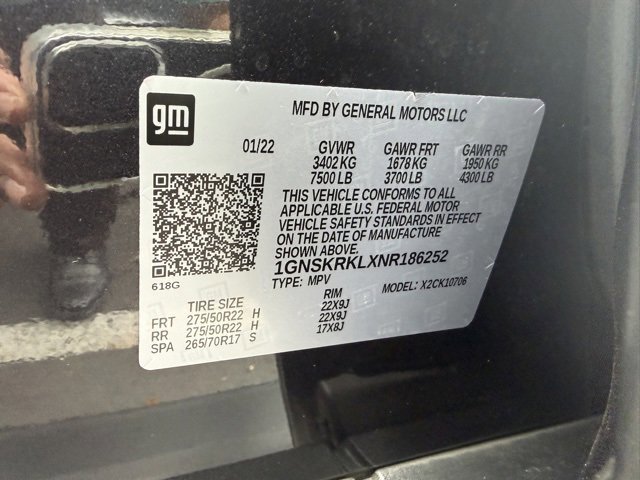 gm
MFD BY GENERAL MOTORS LLC
01/22 GVWR GAWR FRT GAWR RR
3402 KG 1678 KG 1950 KG
7500 LB 3700 LB 4300 LB
THIS VEHICLE CONFORMS TO ALL
APPLICABLE U.S. FEDERAL MOTOR
VEHICLE SAFETY STANDARDS IN EFFECT
ON THE DATE OF MANUFACTURE
SHOWN ABOVE.
1GNSKRKLXNR186252
618G
TYPE: MPV MODEL: X2CK10706
TIRE SIZE RIM
FRT 275/50R22 H 22X9J
RR 275/50R22 H 22X9J
SPA 265/70R17 S 17X8J